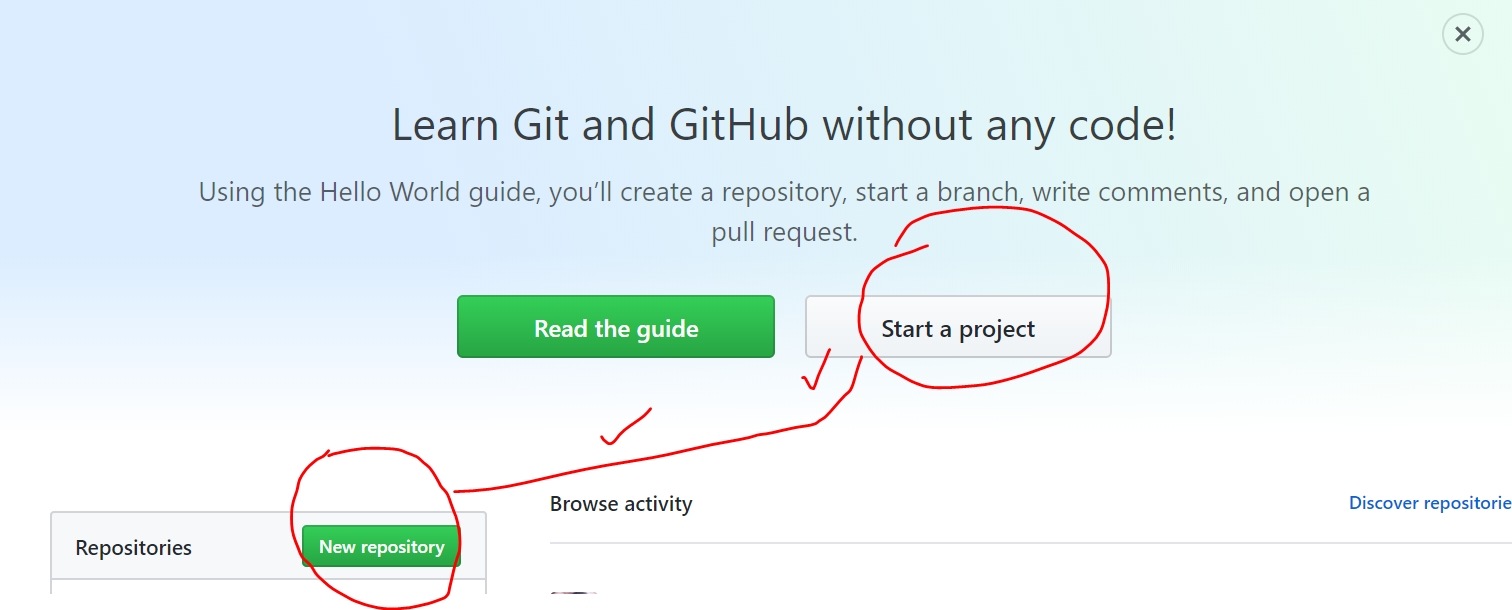 Learn Git and GitHub without any code!
Using the Hello World guide, you’ll create a repository, start a branch, write comments, and open a
pull request.
Read the guide
Start a project
Browse activity
Discover repositorie
Repositories
New repository